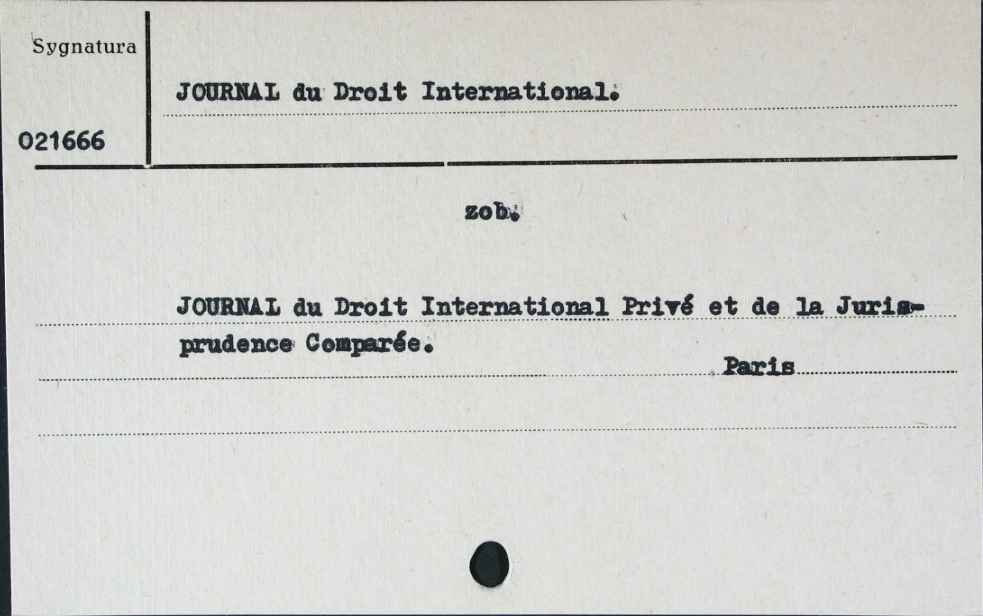 Sygnatura
JOURNAL du Droit International.
021666
zob.
JOURNAL du Droit International Privé et de la Juris-
prudence Comparée.
Paris